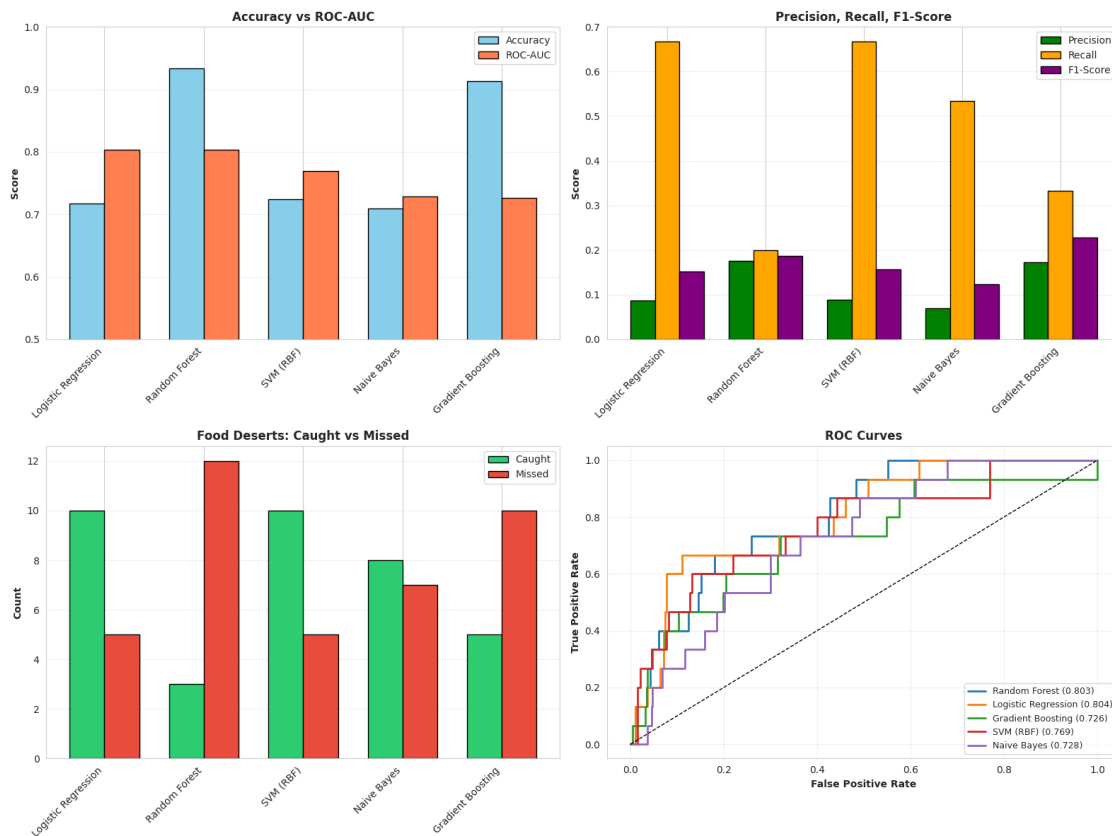 Accuracy vs ROC-AUC
Score
1.0
0.9
0.8
0.7
0.6
0.5
Accuracy
ROC-AUC
Logistic Regression
Random Forest
SVM (RBF)
Naive Bayes
Gradient Boosting
Precision, Recall, F1-Score
Score
0.7
0.6
0.5
0.4
0.3
0.2
0.1
0.0
Precision
Recall
F1-Score
Logistic Regression
Random Forest
SVM (RBF)
Naive Bayes
Gradient Boosting
Food Deserts: Caught vs Missed
Count
12
10
8
6
4
2
0
Caught
Missed
Logistic Regression
Random Forest
SVM (RBF)
Naive Bayes
Gradient Boosting
ROC Curves
True Positive Rate
1.0
0.8
0.6
0.4
0.2
0.0
Random Forest (0.803)
Logistic Regression (0.804)
Gradient Boosting (0.726)
SVM (RBF) (0.769)
Naive Bayes (0.728)
0.0
0.2
0.4
0.6
0.8
1.0
False Positive Rate